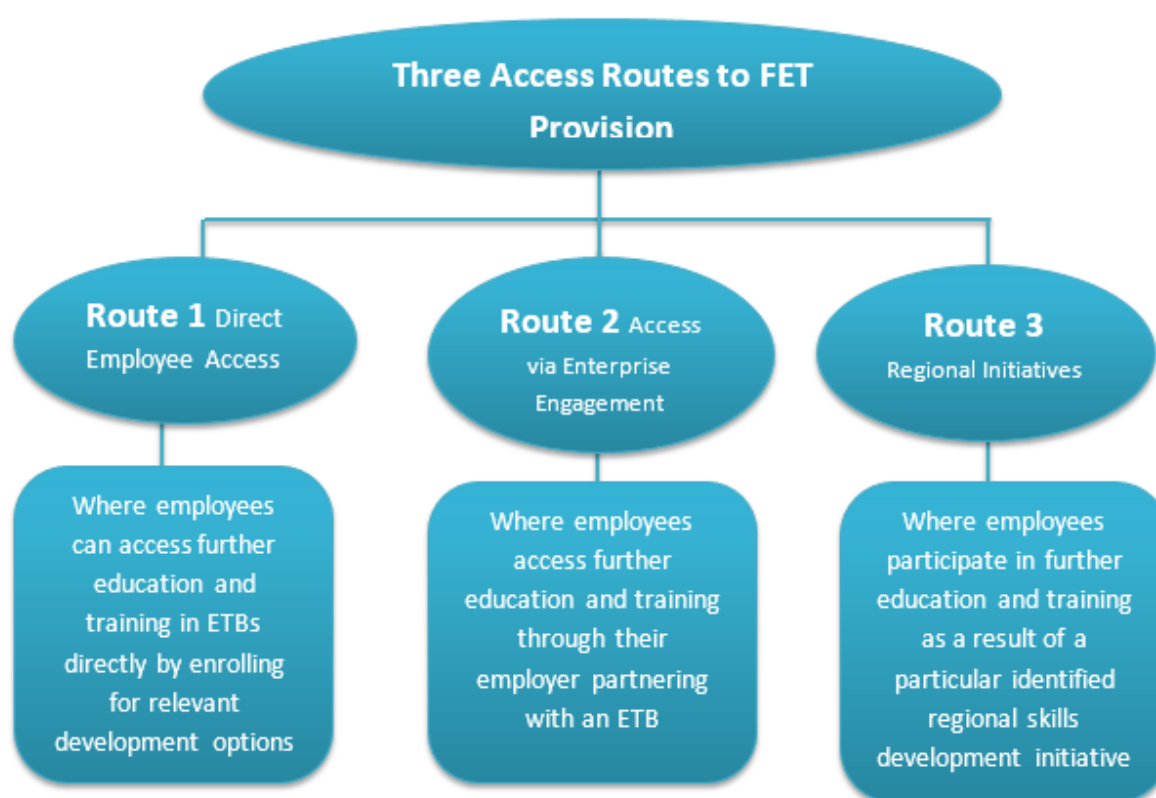 Three Access Routes to FET
Provision
Route 1 Direct
Employee Access
Route 2 Access
via Enterprise
Engagement
Route 3
Regional Initiatives
Where employees
can access further
education and
training in ETBs
directly by enrolling
for relevant
development options
Where employees
access further
education and training
through their
employer partnering
with an ETB
Where employees
participate in further
education and training
as a result of a
particular identified
regional skills
development initiative